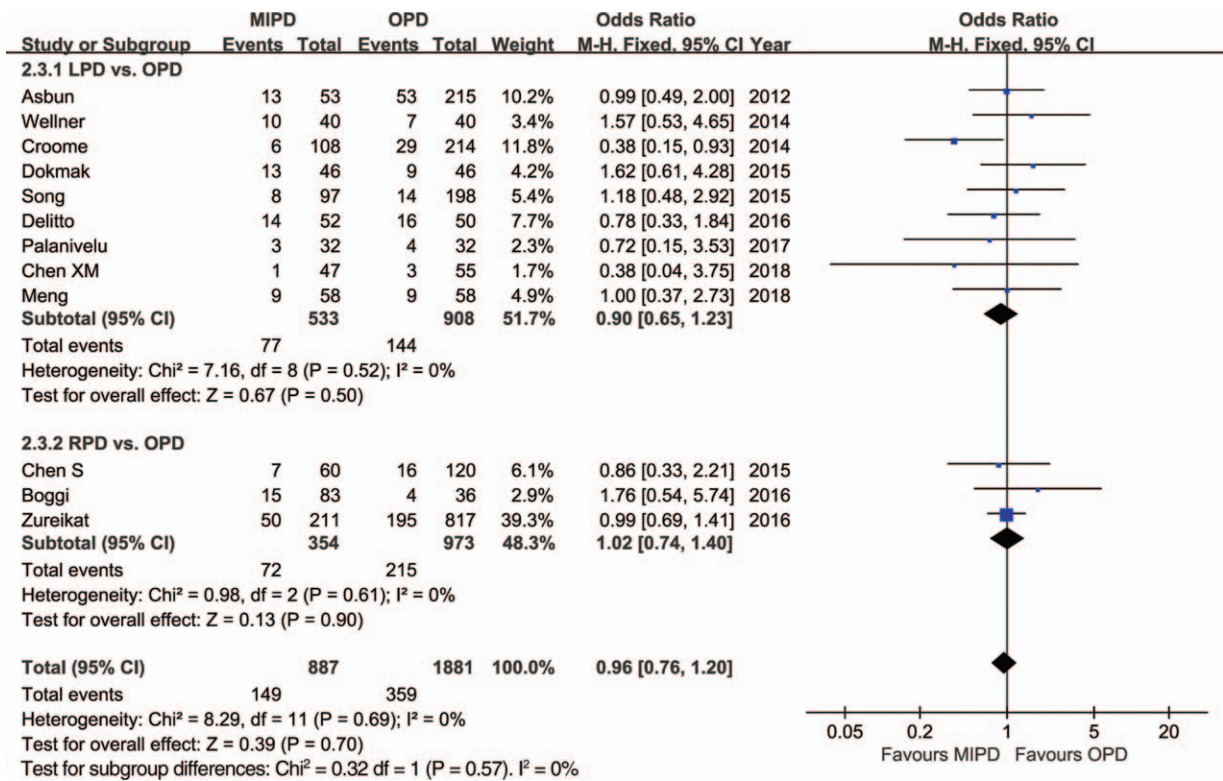 MIPD OPD Odds Ratio Odds Ratio
Study or Subgroup Events Total Events Total Weight M-H, Fixed, 95% CI Year M-H, Fixed, 95% CI
2.3.1 LPD vs. OPD
Asbun 13 53 53 215 10.2% 0.99 [0.49, 2.00] 2012
Wellner 10 40 7 40 3.4% 1.57 [0.53, 4.65] 2014
Croome 6 108 29 214 11.8% 0.38 [0.15, 0.93] 2014
Dokmak 13 46 9 46 4.2% 1.62 [0.61, 4.28] 2015
Song 8 97 14 198 5.4% 1.18 [0.48, 2.92] 2015
Delitto 14 52 16 50 7.7% 0.78 [0.33, 1.84] 2016
Palanivelu 3 32 4 32 2.3% 0.72 [0.15, 3.53] 2017
Chen XM 1 47 3 55 1.7% 0.38 [0.04, 3.75] 2018
Meng 9 58 9 58 4.9% 1.00 [0.37, 2.73] 2018
Subtotal (95% CI) 533 908 51.7% 0.90 [0.65, 1.23]
Total events 77 144
Heterogeneity: Chi² = 7.16, df = 8 (P = 0.52); I² = 0%
Test for overall effect: Z = 0.67 (P = 0.50)
2.3.2 RPD vs. OPD
Chen S 7 60 16 120 6.1% 0.86 [0.33, 2.21] 2015
Boggi 15 83 4 36 2.9% 1.76 [0.54, 5.74] 2016
Zureikat 50 211 195 817 39.3% 0.99 [0.69, 1.41] 2016
Subtotal (95% CI) 354 973 48.3% 1.02 [0.74, 1.40]
Total events 72 215
Heterogeneity: Chi² = 0.98, df = 2 (P = 0.61); I² = 0%
Test for overall effect: Z = 0.13 (P = 0.90)
Total (95% CI) 887 1881 100.0% 0.96 [0.76, 1.20]
Total events 149 359
Heterogeneity: Chi² = 8.29, df = 11 (P = 0.69); I² = 0%
Test for overall effect: Z = 0.39 (P = 0.70)
Test for subgroup differences: Chi² = 0.32 df = 1 (P = 0.57). I² = 0%
0.05 0.2 1 5 20
Favours MIPD Favours OPD